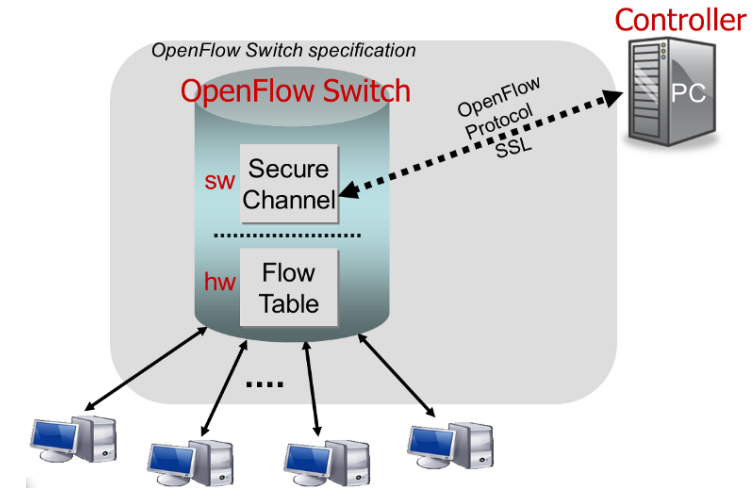 Controller
OpenFlow Switch specification
OpenFlow Switch
PC
OpenFlow
Protocol
SSL
sw
Secure
Channel
hw
Flow
Table